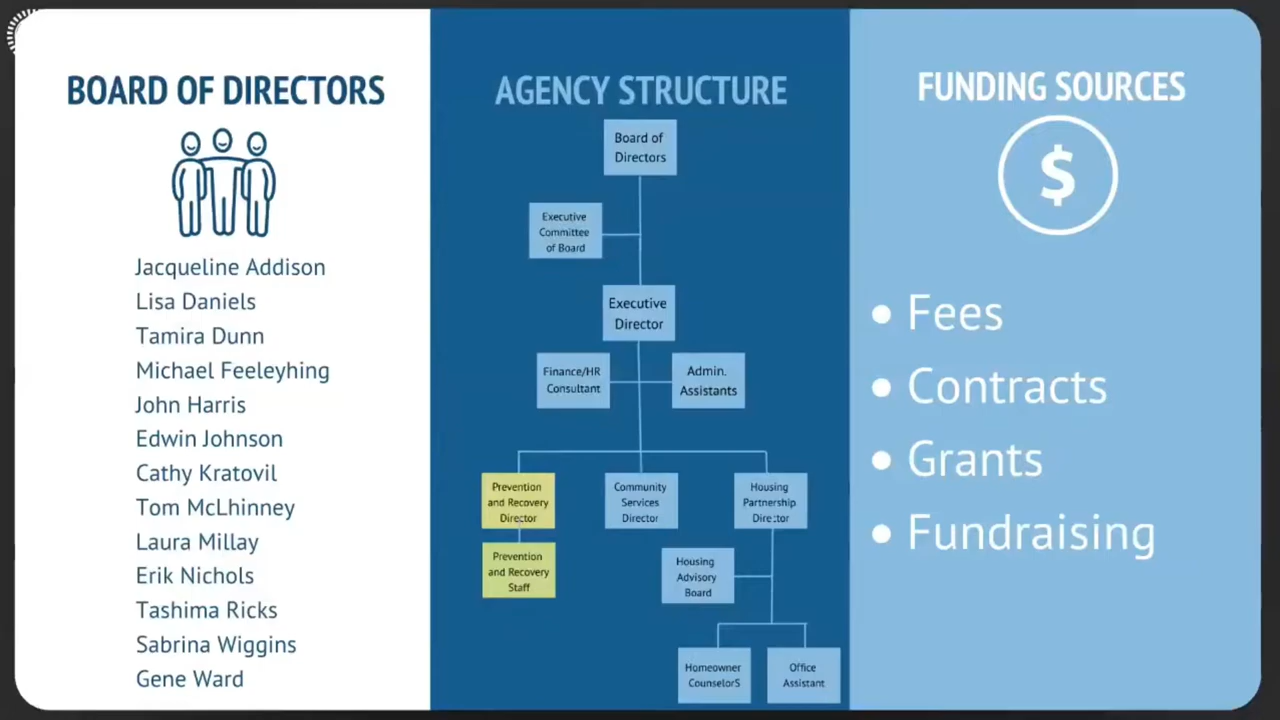 BOARD OF DIRECTORS
Jacqueline Addison
Lisa Daniels
Tamira Dunn
Michael Feeleyhing
John Harris
Edwin Johnson
Cathy Kratovil
Tom McLhinney
Laura Millay
Erik Nichols
Tashima Ricks
Sabrina Wiggins
Gene Ward
AGENCY STRUCTURE
Board of
Directors
Executive
Committee
of Board
Executive
Director
Finance/HR
Consultant
Admin.
Assistants
Prevention
and Recovery
Director
Community
Services
Director
Housing
Partnership
Director
Prevention
and Recovery
Staff
Housing
Advisory
Board
Homeowner
CounselorS
Office
Assistant
FUNDING SOURCES
$
• Fees
• Contracts
• Grants
• Fundraising